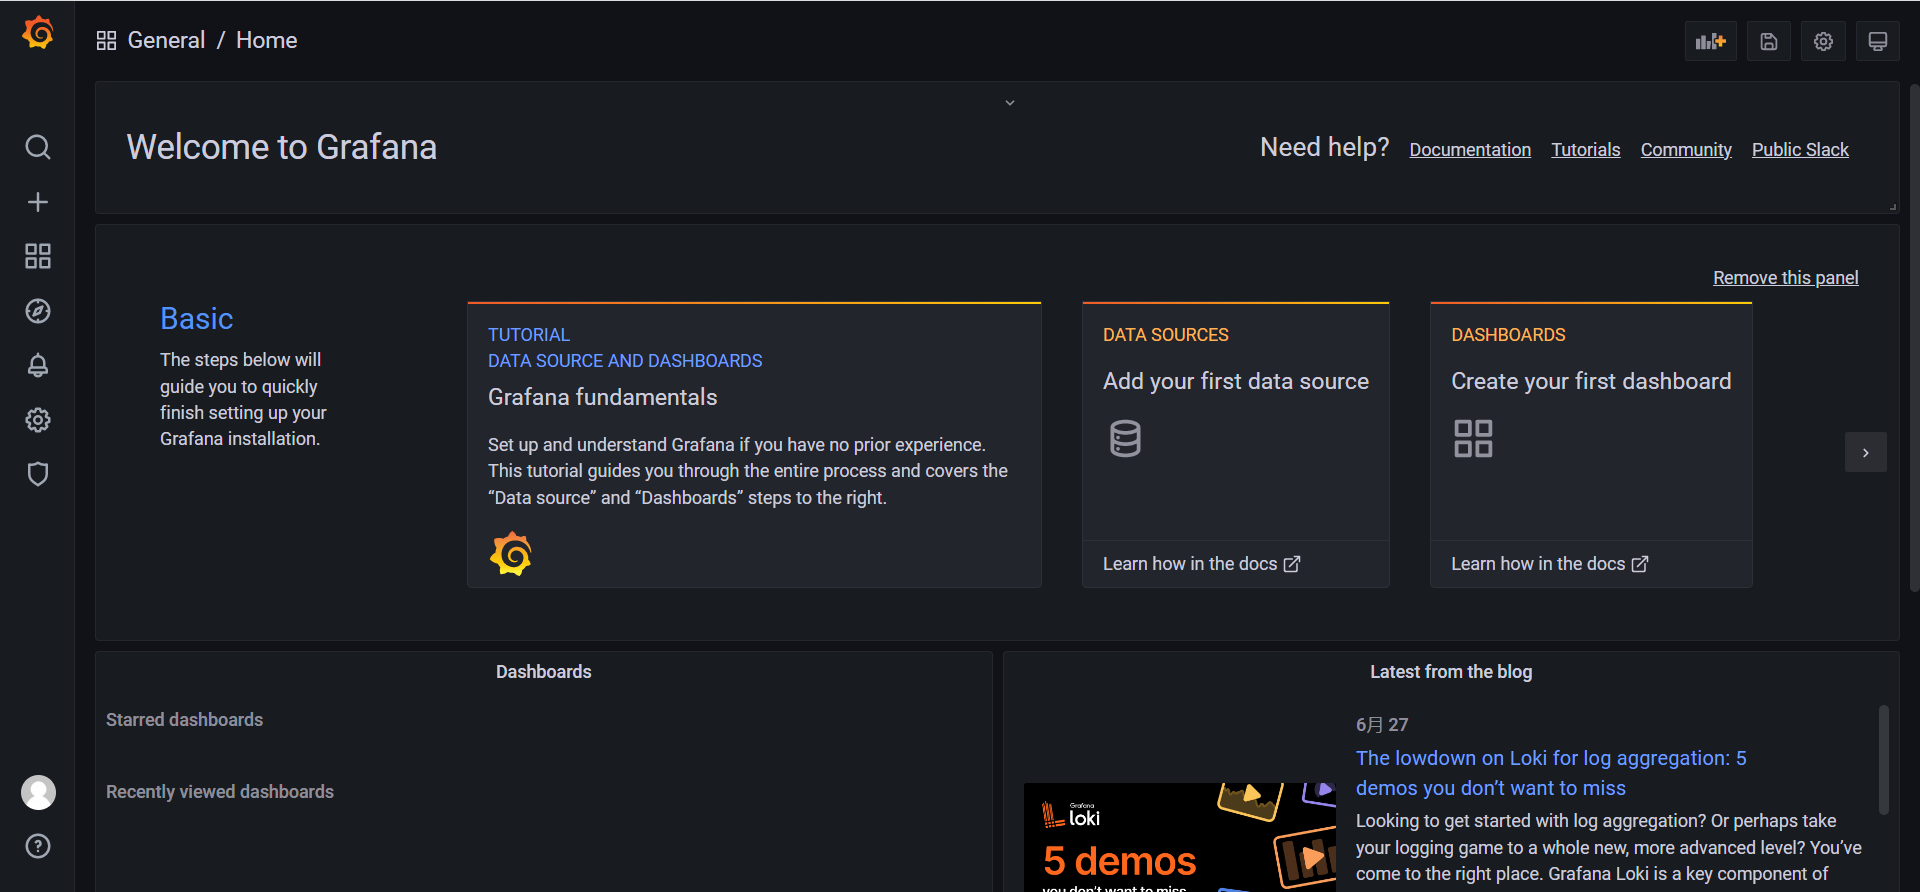 General / Home
Welcome to Grafana
Need help? Documentation Tutorials Community Public Slack
Remove this panel
Basic
The steps below will
guide you to quickly
finish setting up your
Grafana installation.
TUTORIAL
DATA SOURCE AND DASHBOARDS
Grafana fundamentals
Set up and understand Grafana if you have no prior experience.
This tutorial guides you through the entire process and covers the
“Data source” and “Dashboards” steps to the right.
DATA SOURCES
Add your first data source
Learn how in the docs
DASHBOARDS
Create your first dashboard
Learn how in the docs
Dashboards
Starred dashboards
Recently viewed dashboards
Latest from the blog
Grafana
loki
5 demos
you don't want to miss
6月 27
The lowdown on Loki for log aggregation: 5
demos you don’t want to miss
Looking to get started with log aggregation? Or perhaps take
your logging game to a whole new, more advanced level? You’ve
come to the right place. Grafana Loki is a key component of